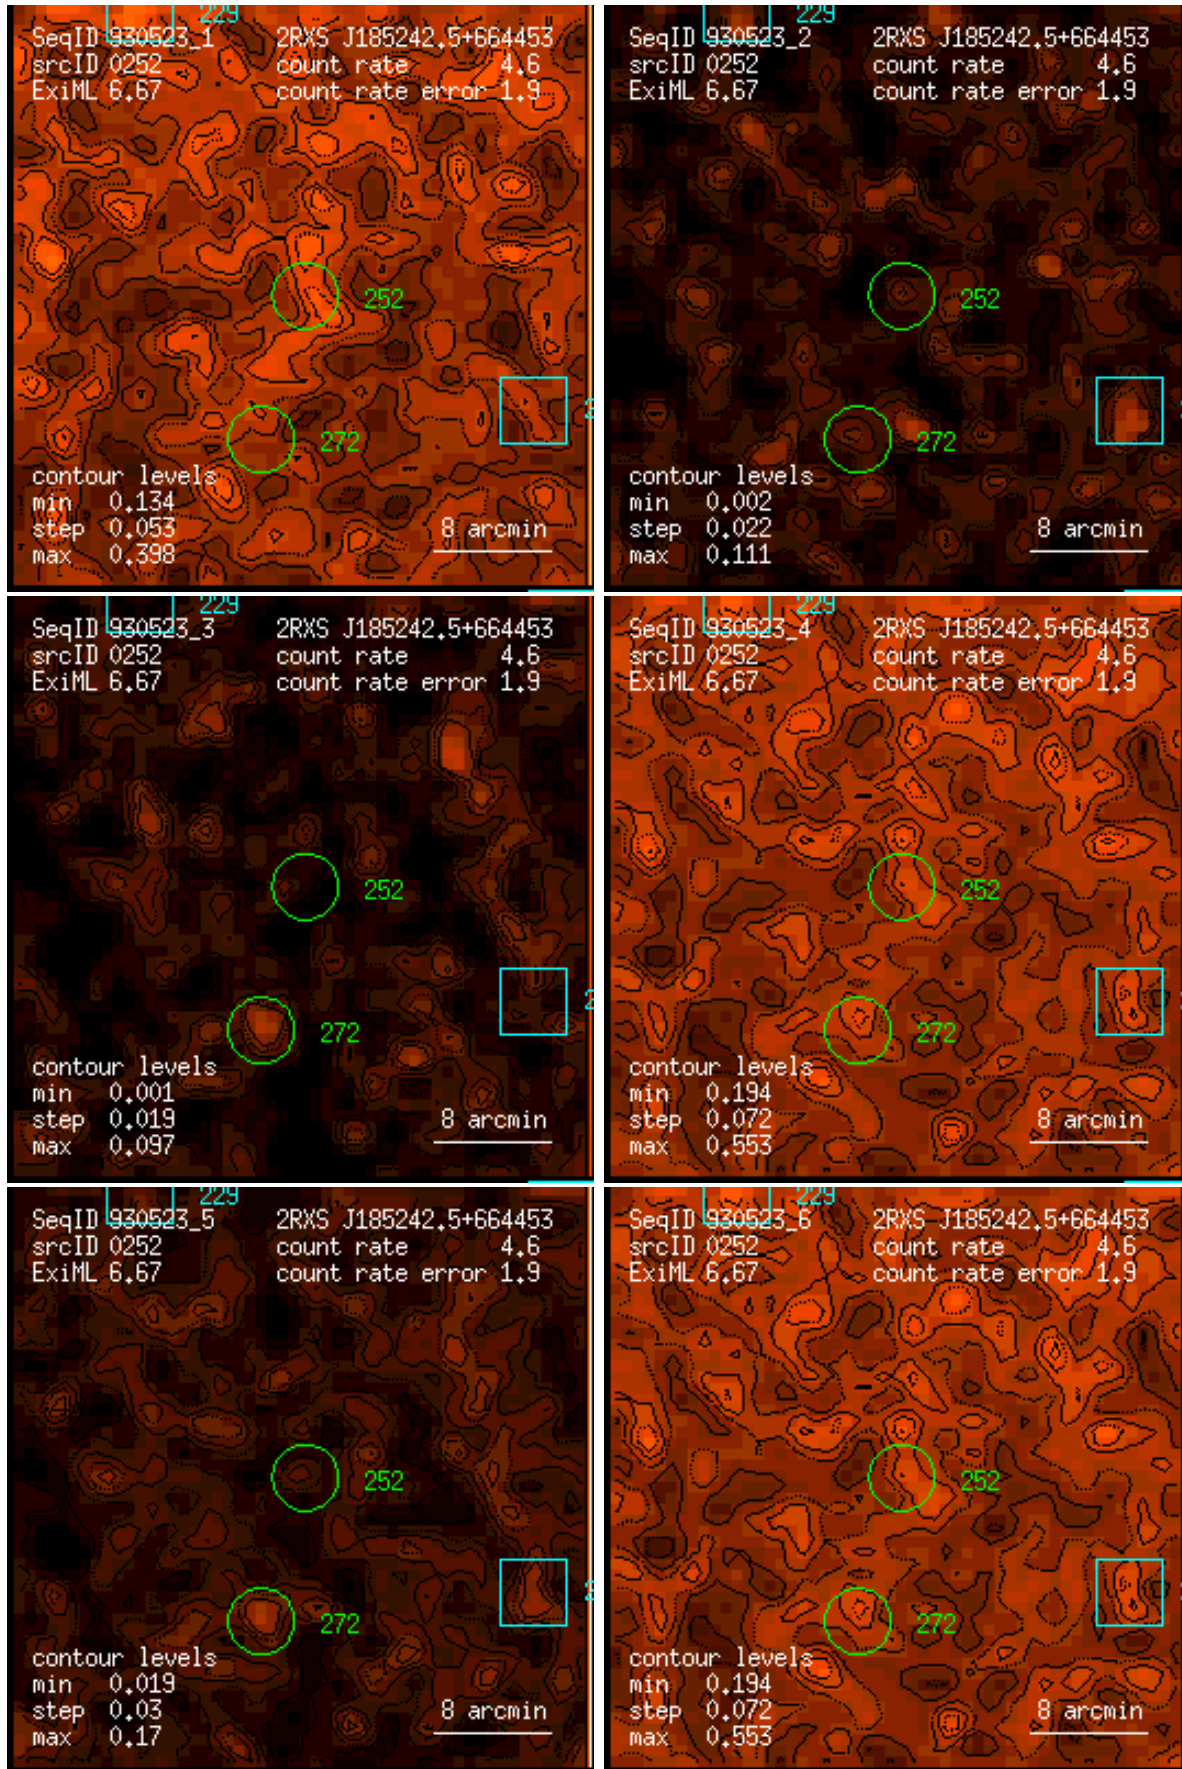 229
SeqID 930523_1 2RXS J185242.5+664453
srcID 0252 count rate 4.6
ExiML 6.67 count rate error 1.9
252
272
contour levels
min 0.134
step 0.053 8 arcmin
max 0.398
229
SeqID 930523_2 2RXS J185242.5+664453
srcID 0252 count rate 4.6
ExiML 6.67 count rate error 1.9
252
272
contour levels
min 0.002
step 0.022 8 arcmin
max 0.111
229
SeqID 930523_3 2RXS J185242.5+664453
srcID 0252 count rate 4.6
ExiML 6.67 count rate error 1.9
252
272
contour levels
min 0.001
step 0.019 8 arcmin
max 0.097
229
SeqID 930523_4 2RXS J185242.5+664453
srcID 0252 count rate 4.6
ExiML 6.67 count rate error 1.9
252
272
contour levels
min 0.194
step 0.072 8 arcmin
max 0.553
229
SeqID 930523_5 2RXS J185242.5+664453
srcID 0252 count rate 4.6
ExiML 6.67 count rate error 1.9
252
272
contour levels
min 0.019
step 0.03 8 arcmin
max 0.17
229
SeqID 930523_6 2RXS J185242.5+664453
srcID 0252 count rate 4.6
ExiML 6.67 count rate error 1.9
252
272
contour levels
min 0.194
step 0.072 8 arcmin
max 0.553